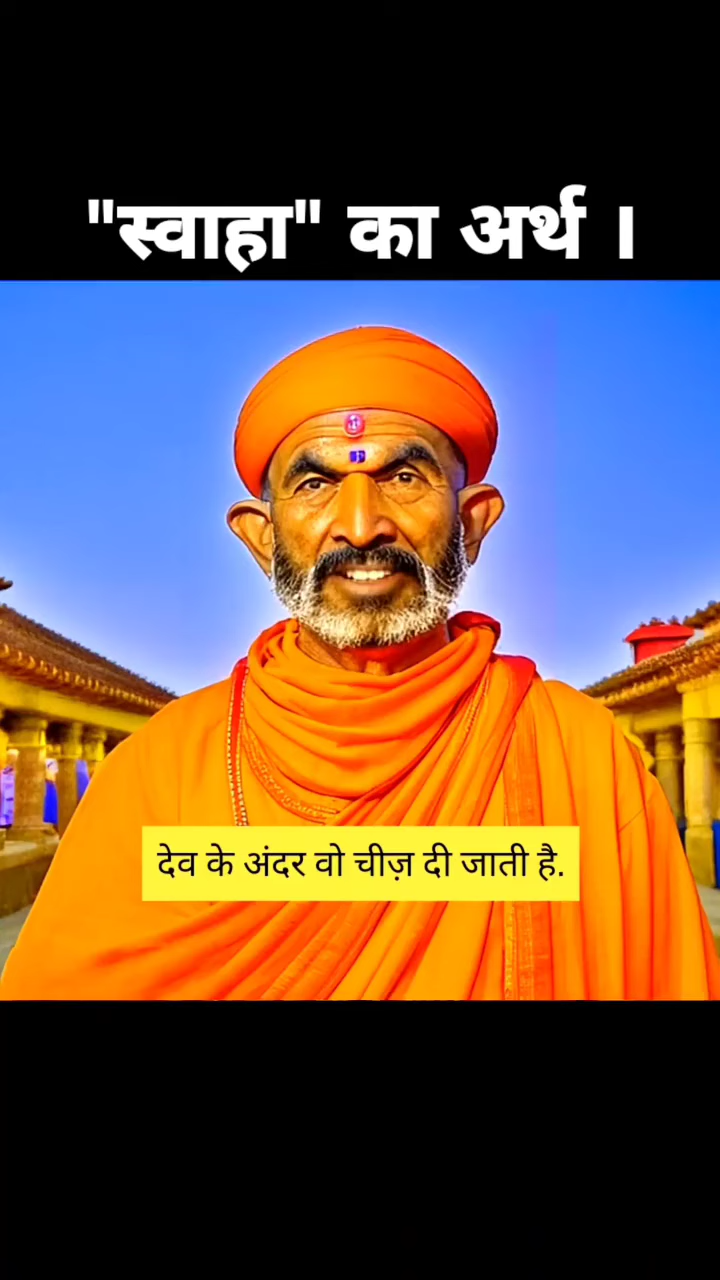 "स्वाहा" का अर्थ ।
देव के अंदर वो चीज़ दी जाती है.